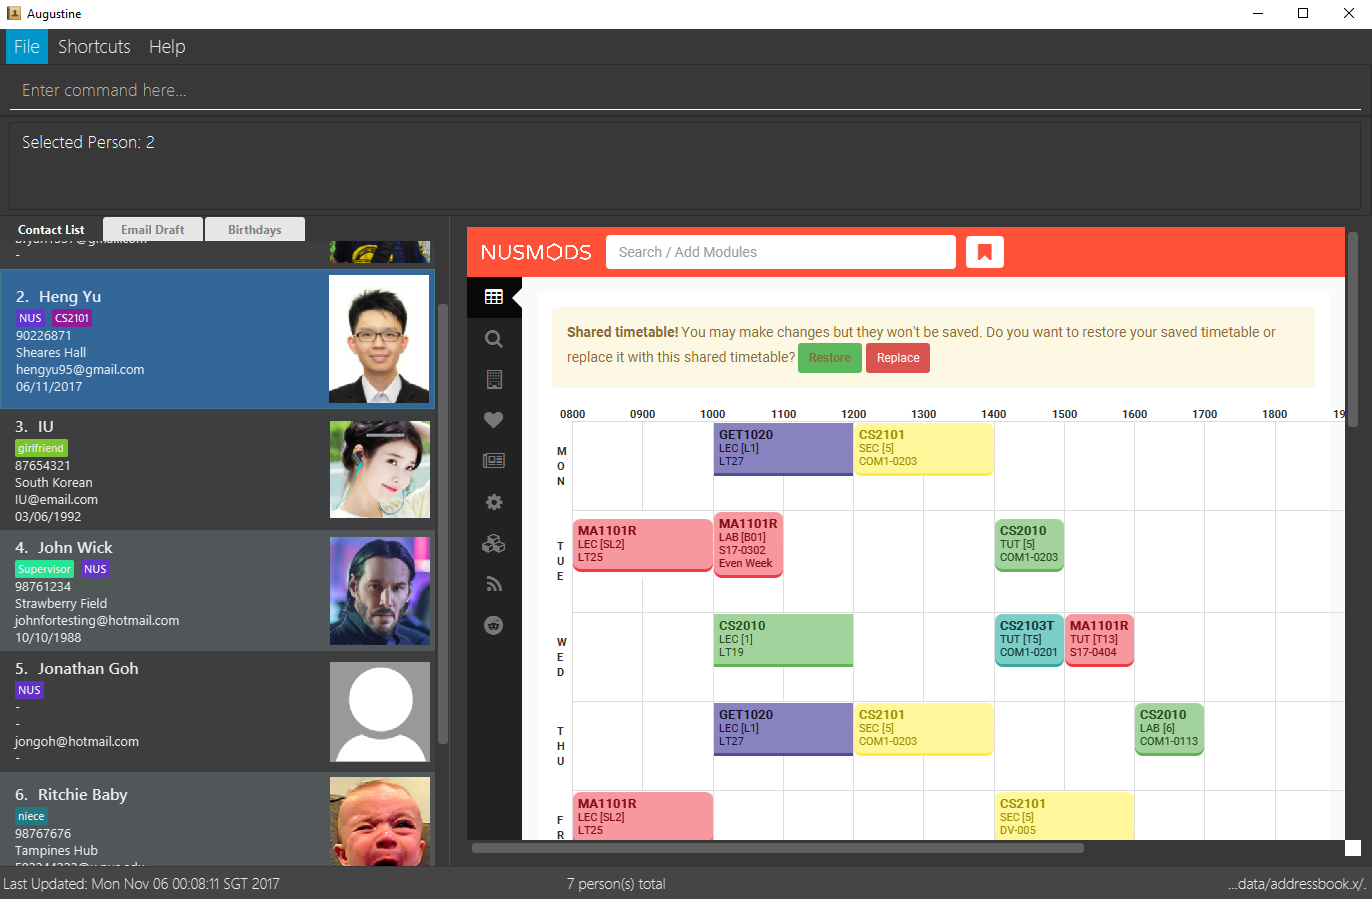 Augustine
File Shortcuts Help
Enter command here...
Selected Person: 2
Contact List Email Draft Birthdays
-
2. Heng Yu
NUS CS2101
90226871
Sheares Hall
hengyu95@gmail.com
06/11/2017
3. IU
girlfriend
87654321
South Korean
IU@email.com
03/06/1992
4. John Wick
Supervisor NUS
98761234
Strawberry Field
johnfortesting@hotmail.com
10/10/1988
5. Jonathan Goh
NUS
-
-
jongoh@hotmail.com
-
6. Ritchie Baby
niece
98767676
Tampines Hub
NUSMODS Search / Add Modules
Shared timetable! You may make changes but they won't be saved. Do you want to restore your saved timetable or
replace it with this shared timetable? Restore Replace
0800 0900 1000 1100 1200 1300 1400 1500 1600 1700 1800 19
MON
GET1020
LEC [L1]
LT27
CS2101
SEC [5]
COM1-0203
TUE
MA1101R
LEC [SL2]
LT25
MA1101R
LAB [B01]
S17-0302
Even Week
CS2010
TUT [5]
COM1-0203
WED
CS2010
LEC [1]
LT19
CS2103T
TUT [T5]
COM1-0201
MA1101R
TUT [T13]
S17-0404
THU
GET1020
LEC [L1]
LT27
CS2101
SEC [5]
COM1-0203
CS2010
LAB [6]
COM1-0113
FR
MA1101R
LEC [SL2]
LT25
CS2101
SEC [5]
DV-005
Last Updated: Mon Nov 06 00:08:11 SGT 2017
7 person(s) total
...data/addressbook.x/.